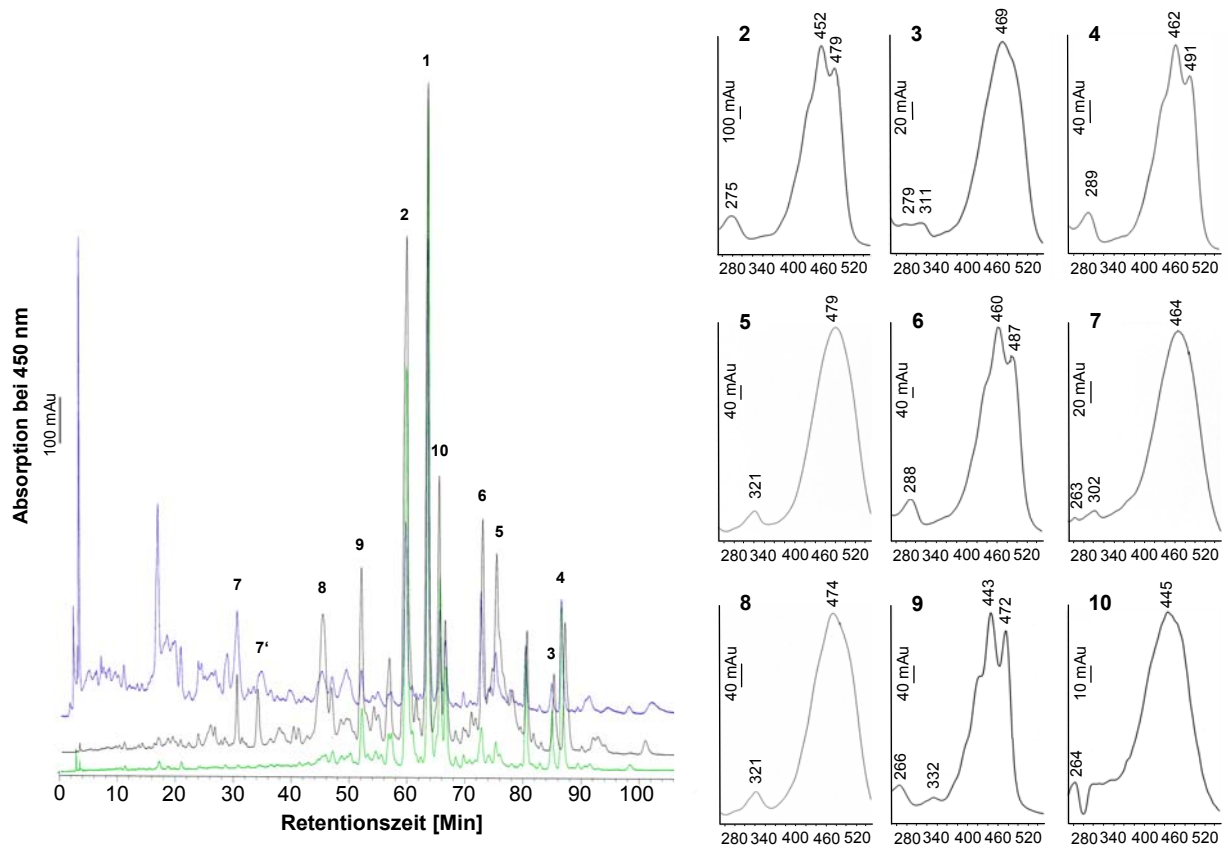 Absorption bei 450 nm
100 mAu
1
2
10
6
9
5
7
8
4
7‘
3
0 10 20 30 40 50 60 70 80 90 100
Retentionszeit [Min]
2
452
479
100 mAu
275
280 340 400 460 520
3
469
20 mAu
279
311
280 340 400 460 520
4
462
491
40 mAu
289
280 340 400 460 520
5
479
40 mAu
321
280 340 400 460 520
6
460
487
40 mAu
288
280 340 400 460 520
7
464
20 mAu
263
302
280 340 400 460 520
8
474
40 mAu
321
280 340 400 460 520
9
443
472
40 mAu
266
332
280 340 400 460 520
10
445
10 mAu
264
280 340 400 460 520